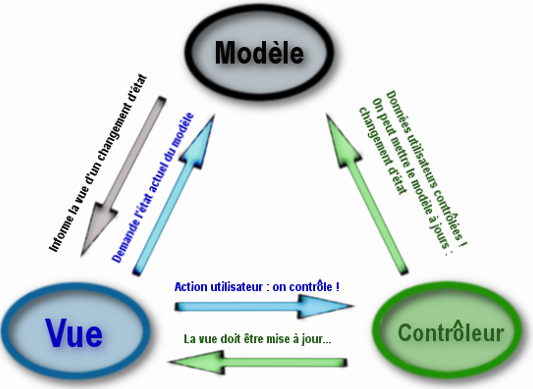 Modèle
Informe la vue d'un changement d'état
Demande l'état actuel du modèle
Données utilisateurs contrôlées !
On peut mettre le modèle à jours :
changement d'état
Action utilisateur : on contrôle !
Vue
Contrôleur
La vue doit être mise à jour...